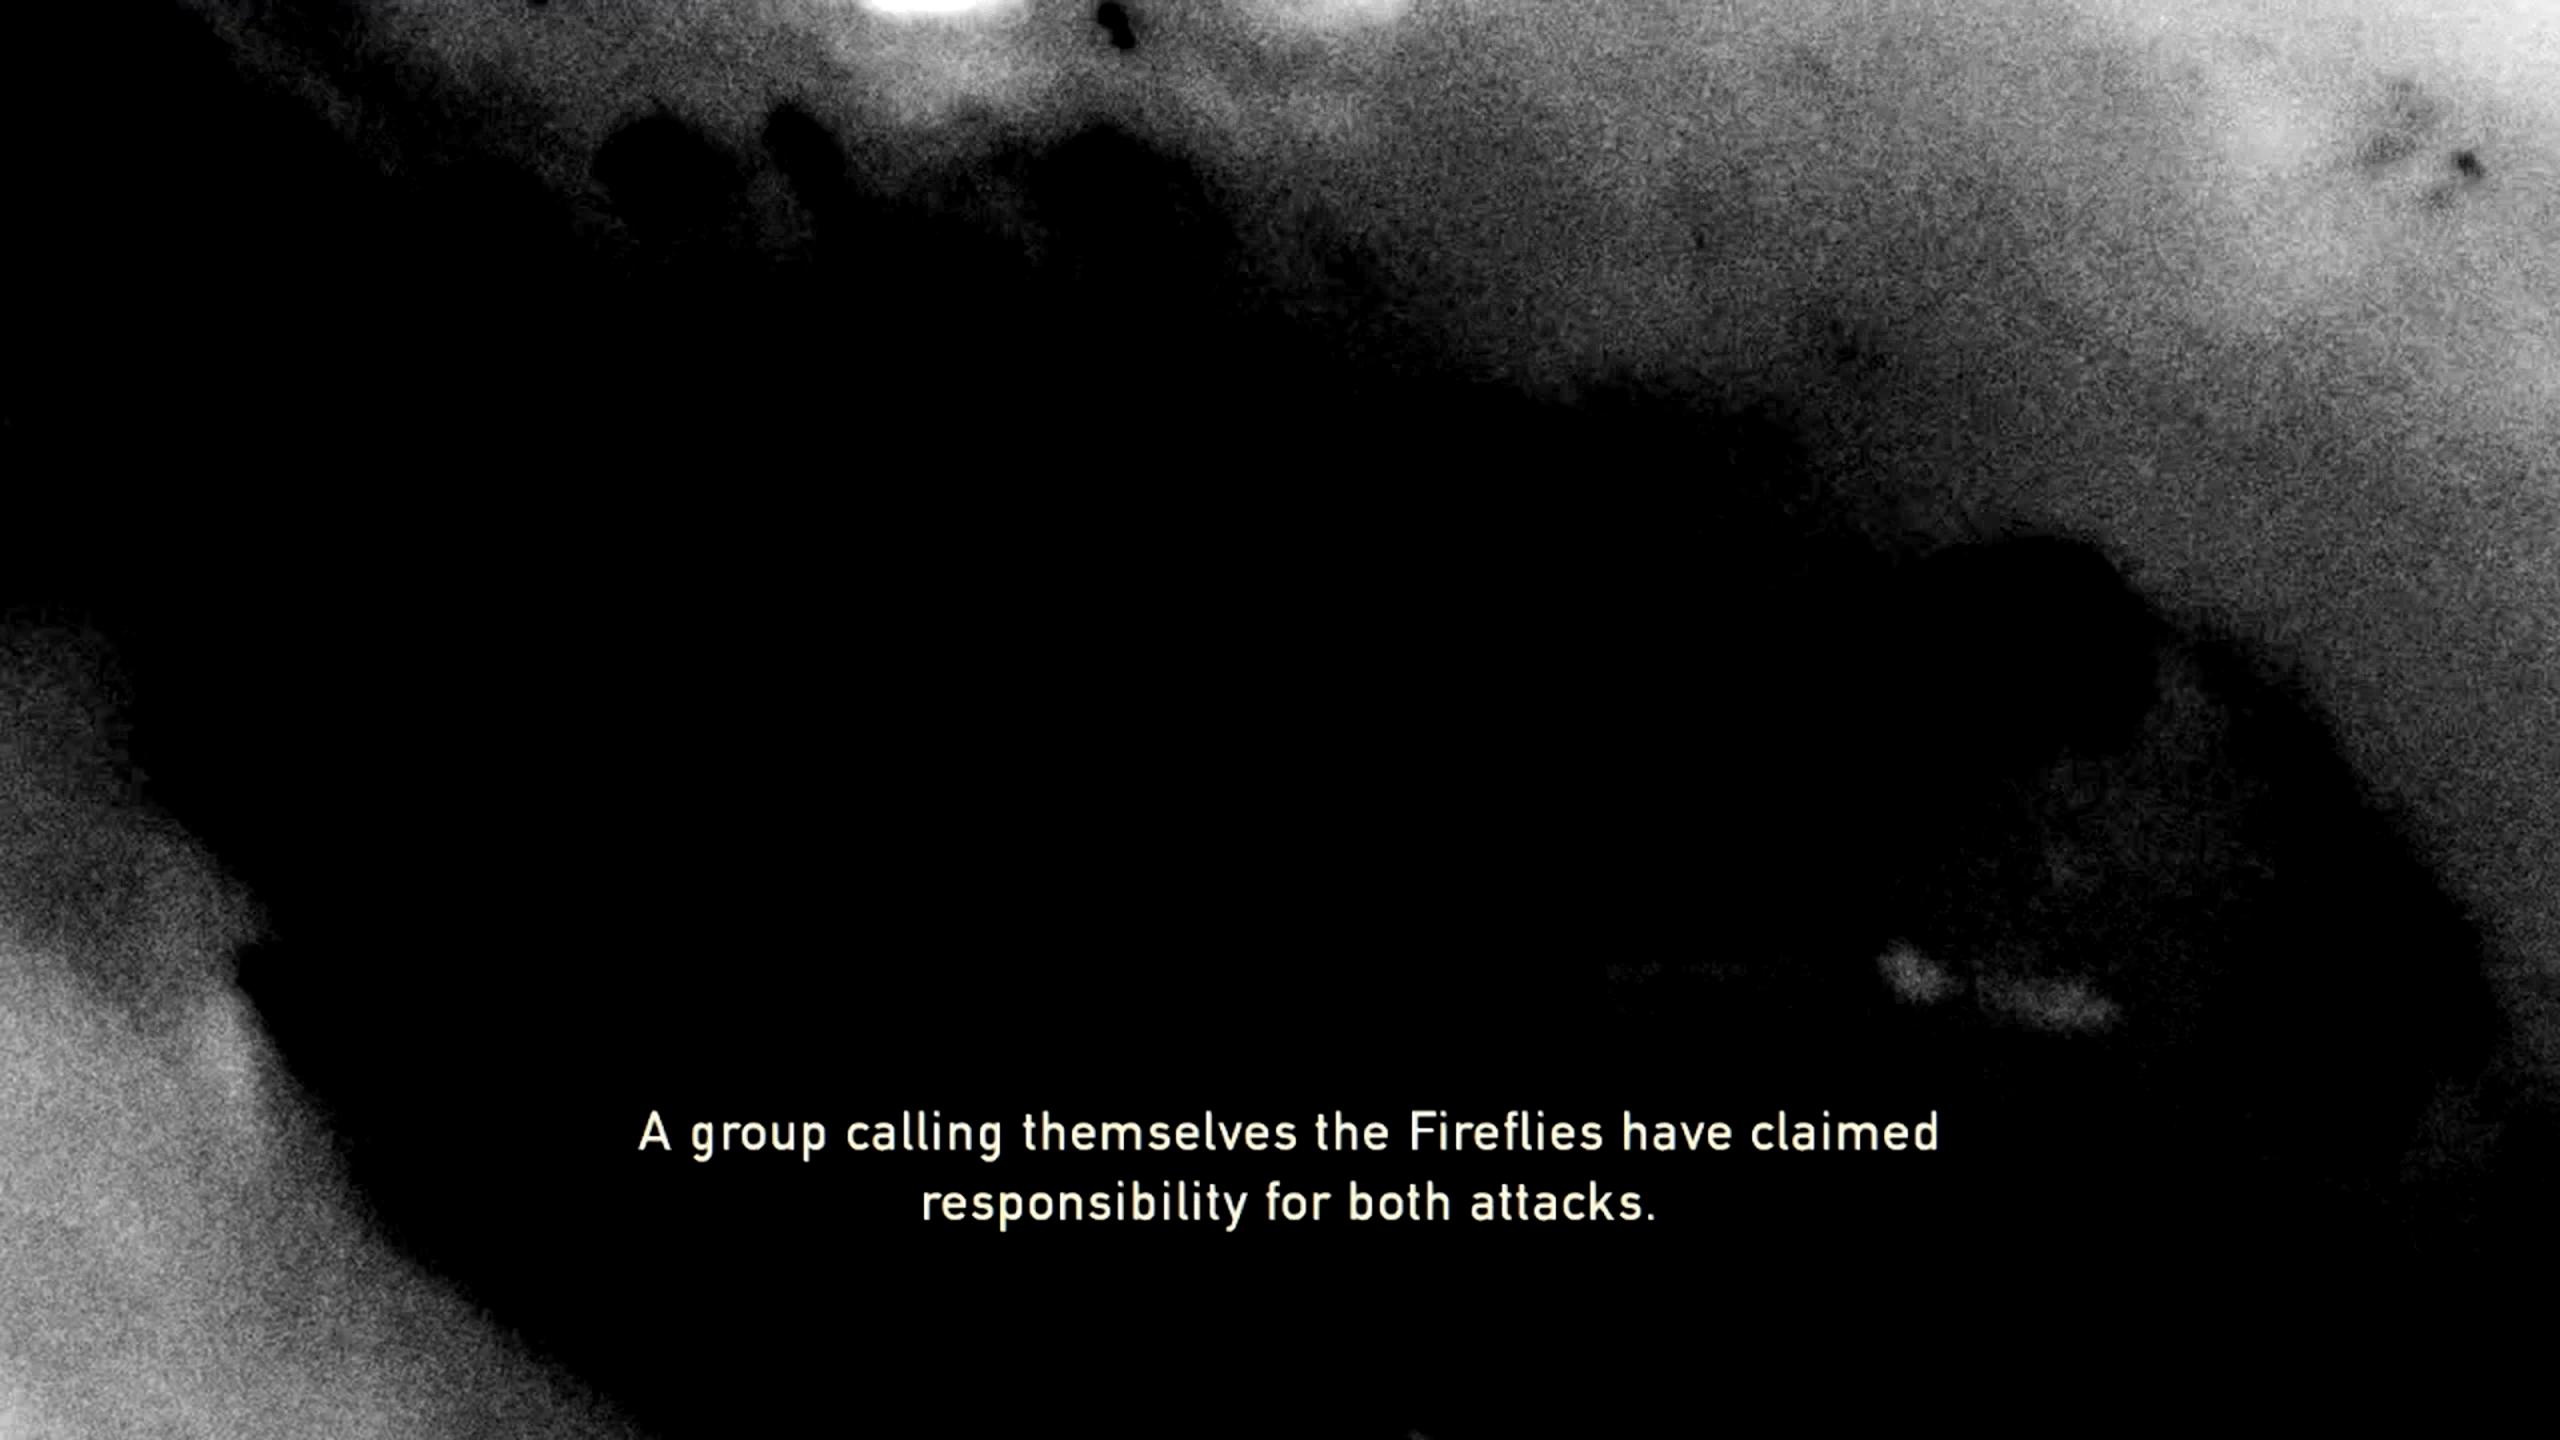 A group calling themselves the Fireflies have claimed
responsibility for both attacks.